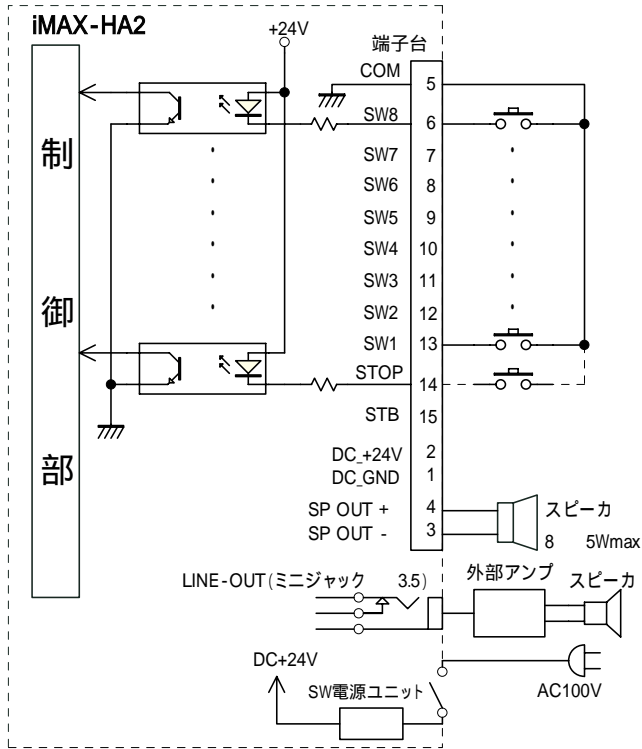 iMAX-HA2
+24V
端子台
COM 5
SW8 6
SW7 7
SW6 8
SW5 9
SW4 10
SW3 11
SW2 12
SW1 13
STOP 14
STB 15
DC_+24V 2
DC_GND 1
SP OUT + 4
SP OUT - 3
制
御
部
スピーカ
8 5Wmax
LINE-OUT(ミニジャック 3.5)
外部アンプ
スピーカ
DC+24V
SW電源ユニット
AC100V